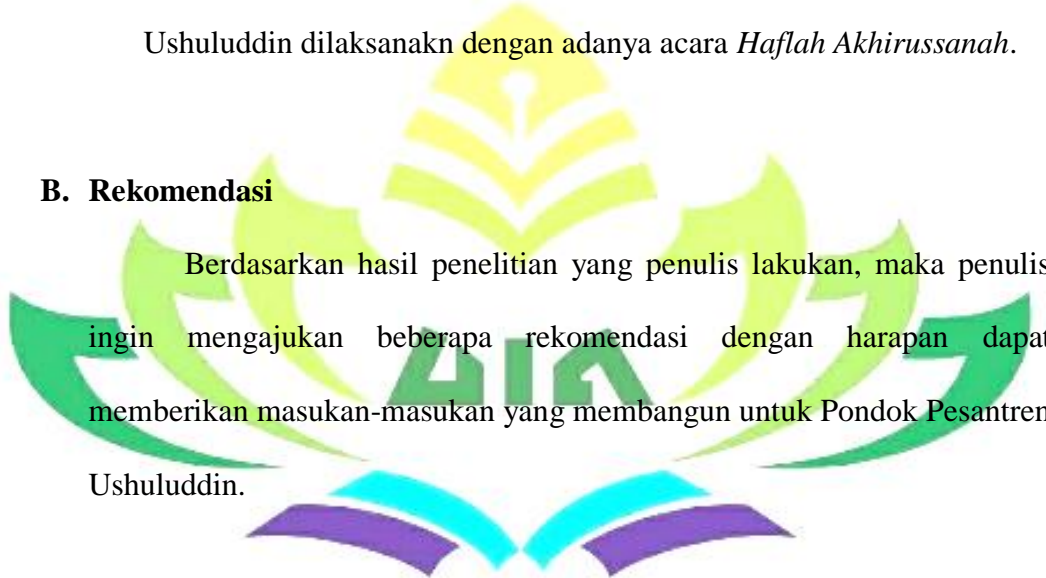 Ushuluddin dilaksanakn dengan adanya acara Haflah Akhirussanah.
B. Rekomendasi
Berdasarkan hasil penelitian yang penulis lakukan, maka penulis
ingin mengajukan beberapa rekomendasi dengan harapan dapat
memberikan masukan-masukan yang membangun untuk Pondok Pesantren
Ushuluddin.